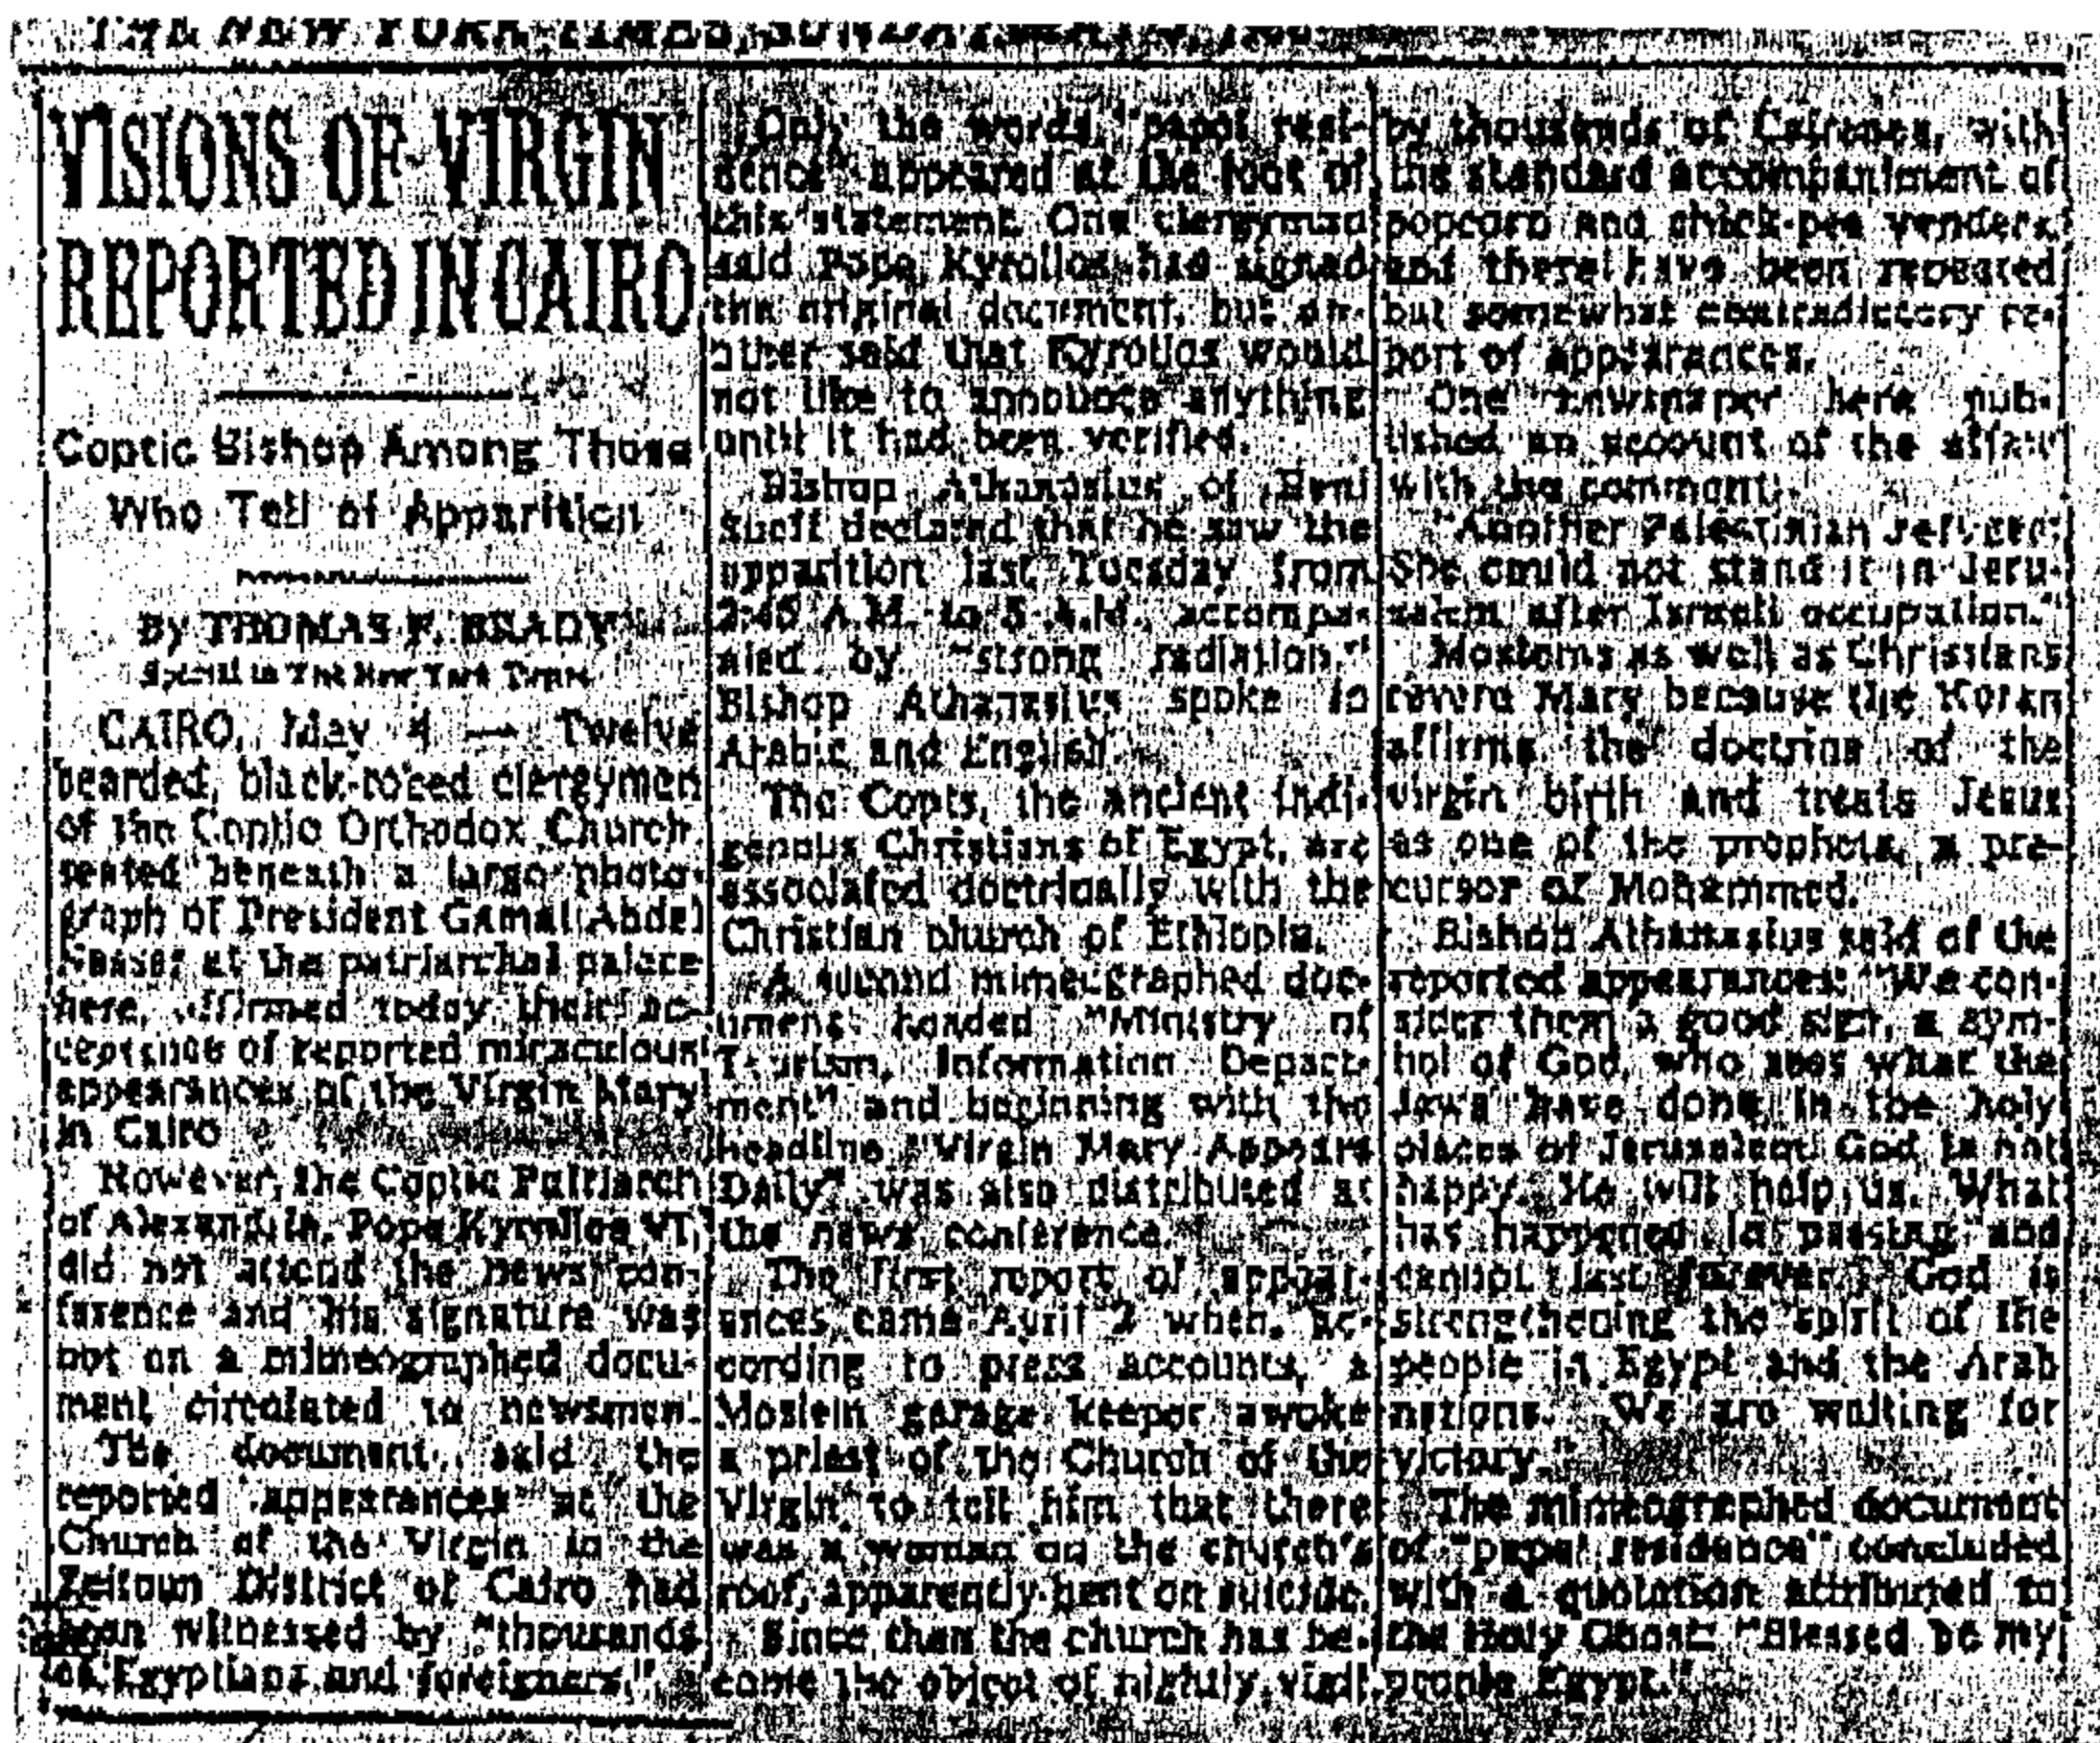 THE NEW YORK TIMES, SUNDAY,
VISIONS OF VIRGIN
REPORTED IN CAIRO
Coptic Bishop Among Those
Who Tell of Apparition
By THOMAS F. BRADY
Special to The New York Times
CAIRO, May 4 — Twelve
bearded, black-robed clergymen
of the Coptic Orthodox Church,
seated beneath a large photo-
graph of President Gamal Abdel
Nasser at the patriarchal palace
here, affirmed today their ac-
ceptance of reported miraculous
appearances of the Virgin Mary
in Cairo
However, the Coptic Patriarch
of Alexandria, Pope Kyrollos VI,
did not attend the news con-
ference and his signature was
not on a mimeographed docu-
ment circulated to newsmen.
The document said the
reported appearances at the
Church of the Virgin in the
Zeitoun District of Cairo had
been witnessed by "thousands
of Egyptians and foreigners."
Only the words "papal resi-
dence" appeared at the foot of
this statement. One clergyman
said Pope Kyrollos had signed
the original document, but an-
other said that Kyrollos would
not like to announce anything
until it had been verified.
Bishop Athanasius of Beni
Sueif declared that he saw the
apparition last Tuesday from
2:45 A.M. to 5 A.M., accompa-
nied by "strong radiation."
Bishop Athanasius spoke in
Arabic and English.
The Copts, the ancient indi-
genous Christians of Egypt, are
associated doctrinally with the
Christian church of Ethiopia.
A second mimeographed doc-
ument headed "Ministry of
Tourism, Information Depart-
ment" and beginning with the
headline "Virgin Mary Appears
Daily" was also distributed at
the news conference.
The first report of appear-
ances came April 2 when, ac-
cording to press accounts, a
Moslem garage keeper awoke
a priest of the Church of the
Virgin to tell him that there
was a woman on the church's
roof, apparently bent on suicide.
Since then the church has be-
come the object of nightly visit
by thousands of Cairenes, with
the standard accompaniment of
popcorn and chick-pea venders,
and there have been repeated
but somewhat contradictory re-
port of appearances.
One newspaper here pub-
lished an account of the affair
with the comment:
"Another Palestinian refugee:
She could not stand it in Jeru-
salem after Israeli occupation."
Moslems as well as Christians
revere Mary because the Koran
affirms the doctrine of the
virgin birth and treats Jesus
as one of the prophets, a pre-
cursor of Mohammed.
Bishop Athanasius said of the
reported appearances: "We con-
sider them a good sign, a sym-
bol of God, who sees what the
Jews have done in the holy
places of Jerusalem. God is not
happy. He will help us. What
has happened is passing and
cannot last forever. God is
strengthening the spirit of the
people in Egypt and the Arab
nations. We are waiting for
victory."
The mimeographed document
of "papal residence" concluded
with a quotation attributed to
the Holy Ghost: "Blessed be my
people Egypt."